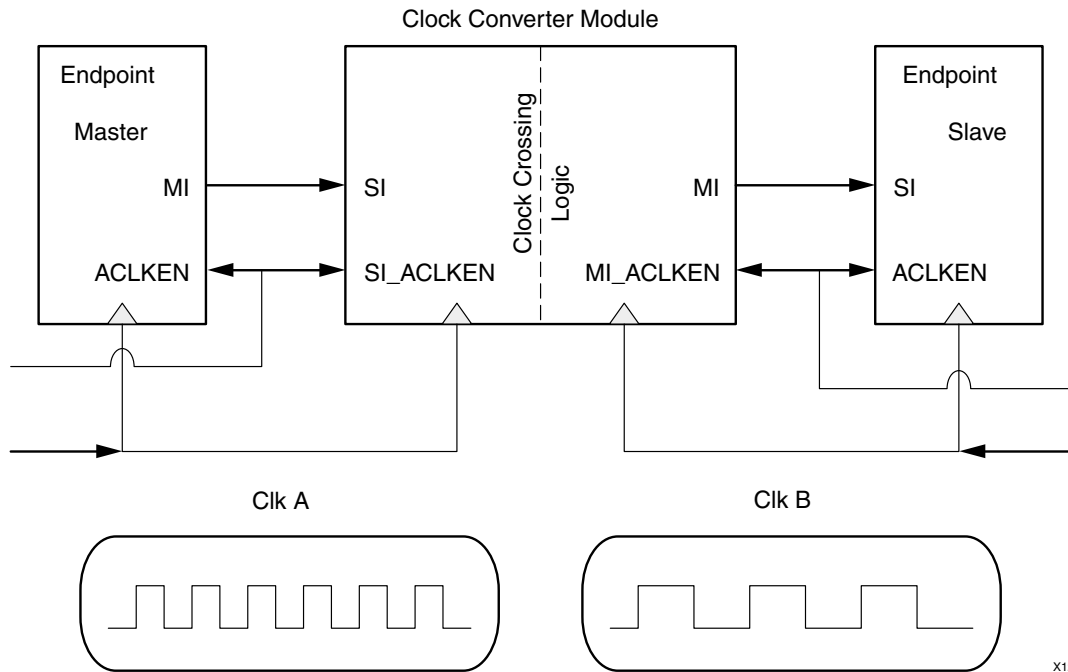 Clock Converter Module
Endpoint
Master
MI
ACLKEN
SI
SI_ACLKEN
Clock Crossing
Logic
MI
MI_ACLKEN
Endpoint
Slave
SI
ACLKEN
Clk A
Clk B